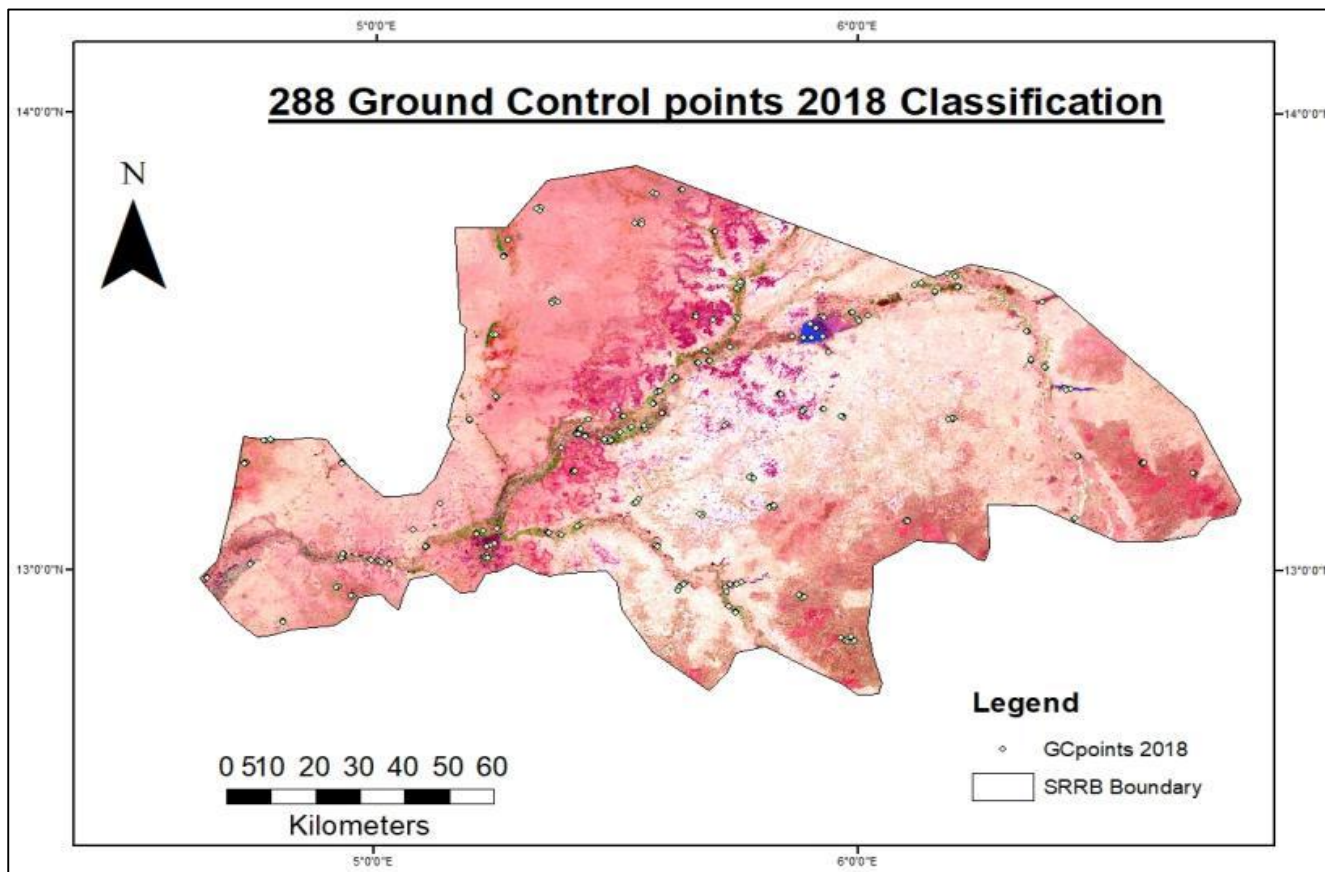 5°0'0"E 6°0'0"E
288 Ground Control points 2018 Classification
14°0'0"N 14°0'0"N
N
13°0'0"N 13°0'0"N
Legend
GCpoints 2018
SRRB Boundary
0 510 20 30 40 50 60
Kilometers
5°0'0"E 6°0'0"E